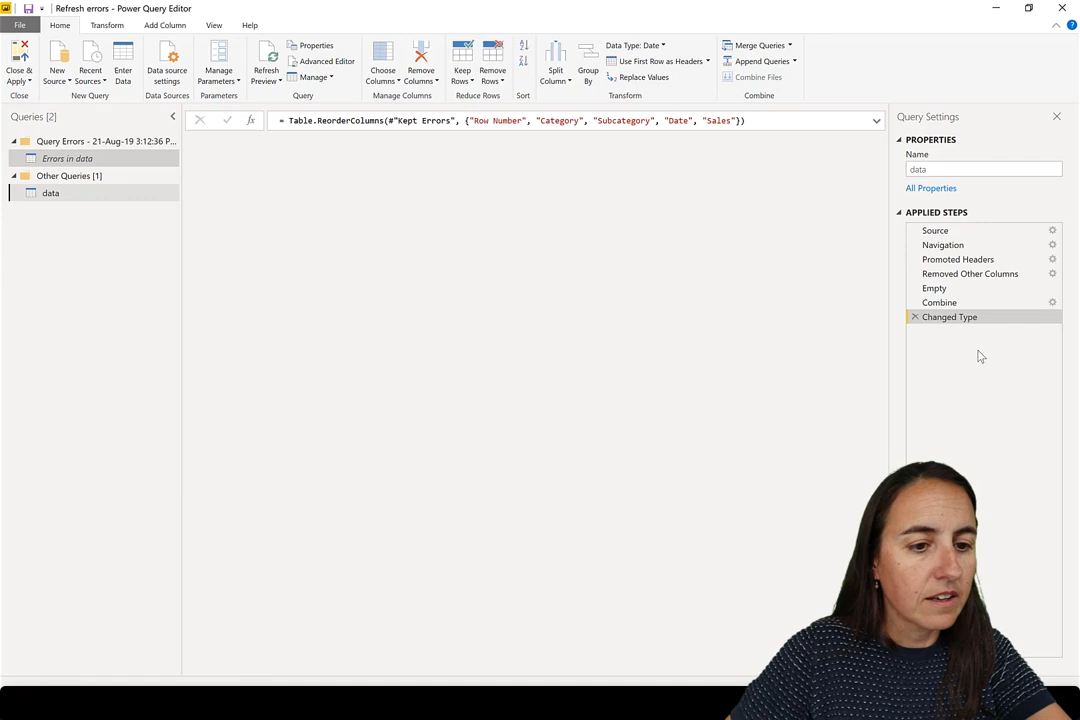 Refresh errors - Power Query Editor
File Home Transform Add Column View Help
Close & Apply
New Source
Recent Sources
Enter Data
Data source settings
Manage Parameters
Refresh Preview
Properties
Advanced Editor
Manage
Choose Columns
Remove Columns
Keep Rows
Remove Rows
Split Column
Group By
Data Type: Date
Use First Row as Headers
Replace Values
Merge Queries
Append Queries
Combine Files
Close New Query Data Sources Parameters Query Manage Columns Reduce Rows Sort Transform Combine
Queries [2]
= Table.ReorderColumns(#"Kept Errors", {"Row Number", "Category", "Subcategory", "Date", "Sales"})
Query Errors - 21-Aug-19 3:12:36 P...
Errors in data
Other Queries [1]
data
Query Settings
PROPERTIES
Name
data
All Properties
APPLIED STEPS
Source
Navigation
Promoted Headers
Removed Other Columns
Empty
Combine
Changed Type